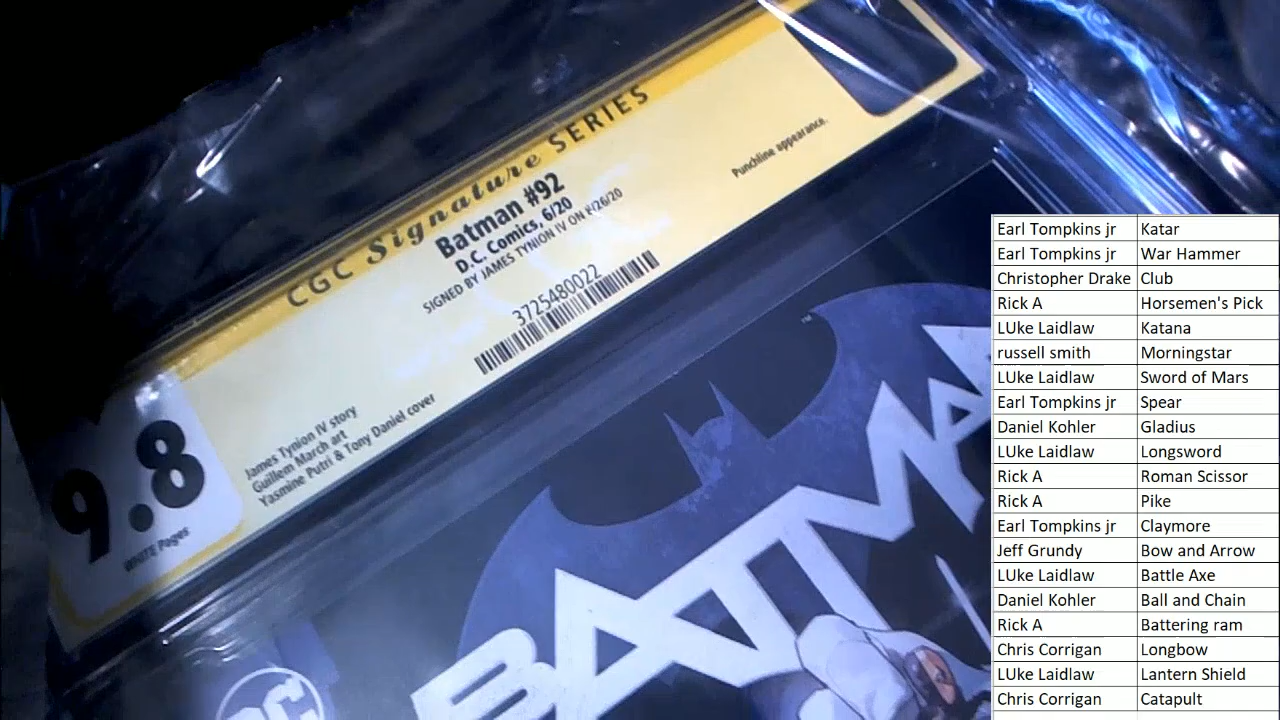 CGC Signature SERIES
Batman #92
D.C. Comics, 6/20
SIGNED BY JAMES TYNION IV ON
3725480022
Punchline appearance.
James Tynion IV story
Guillem March art
Yasmine Putri & Tony Daniel cover
9.8
WHITE Pages
BATMA
TM
DC
Earl Tompkins jr Katar
Earl Tompkins jr War Hammer
Christopher Drake Club
Rick A Horsemen's Pick
LUke Laidlaw Katana
russell smith Morningstar
LUke Laidlaw Sword of Mars
Earl Tompkins jr Spear
Daniel Kohler Gladius
LUke Laidlaw Longsword
Rick A Roman Scissor
Rick A Pike
Earl Tompkins jr Claymore
Jeff Grundy Bow and Arrow
LUke Laidlaw Battle Axe
Daniel Kohler Ball and Chain
Rick A Battering ram
Chris Corrigan Longbow
LUke Laidlaw Lantern Shield
Chris Corrigan Catapult